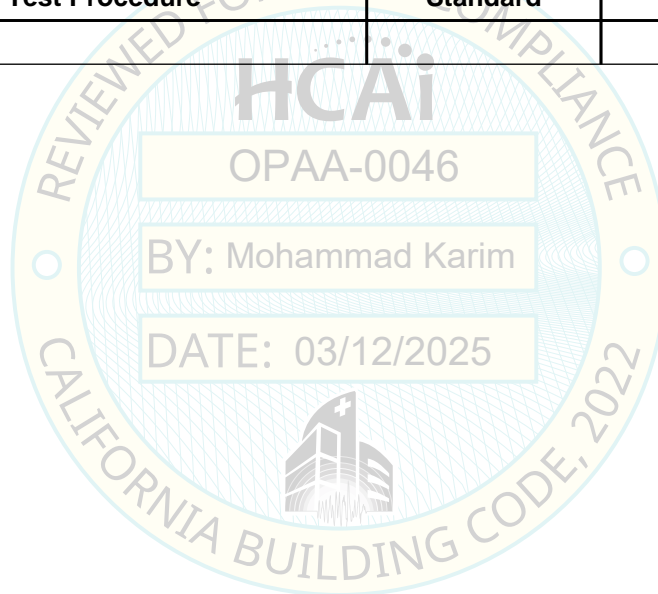 Test Procedure Standard
REVIEWED FOR COMPLIANCE
HCAi
OPAA-0046
BY: Mohammad Karim
DATE: 03/12/2025
CALIFORNIA BUILDING CODE, 2022